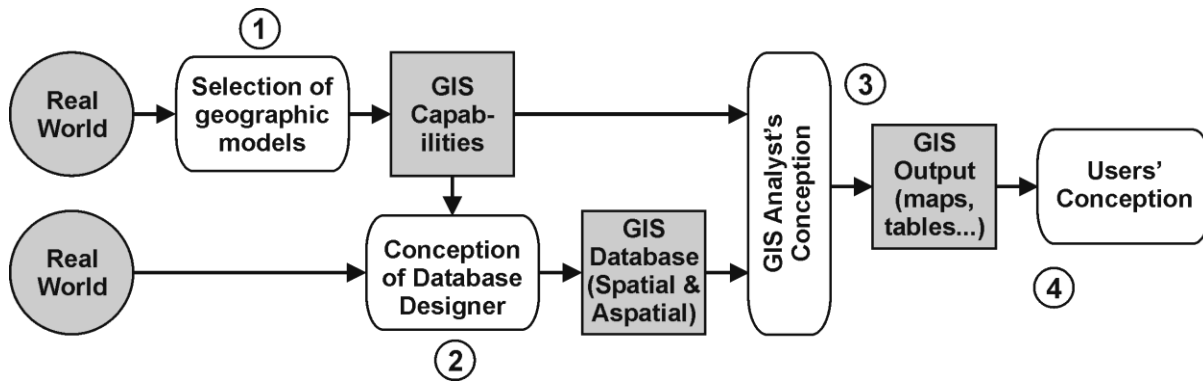 1
Real
World
Selection of
geographic
models
GIS
Capab-
ilities
GIS Analyst's
Conception
3
GIS
Output
(maps,
tables...)
Users'
Conception
4
Real
World
Conception
of Database
Designer
2
GIS
Database
(Spatial &
Aspatial)